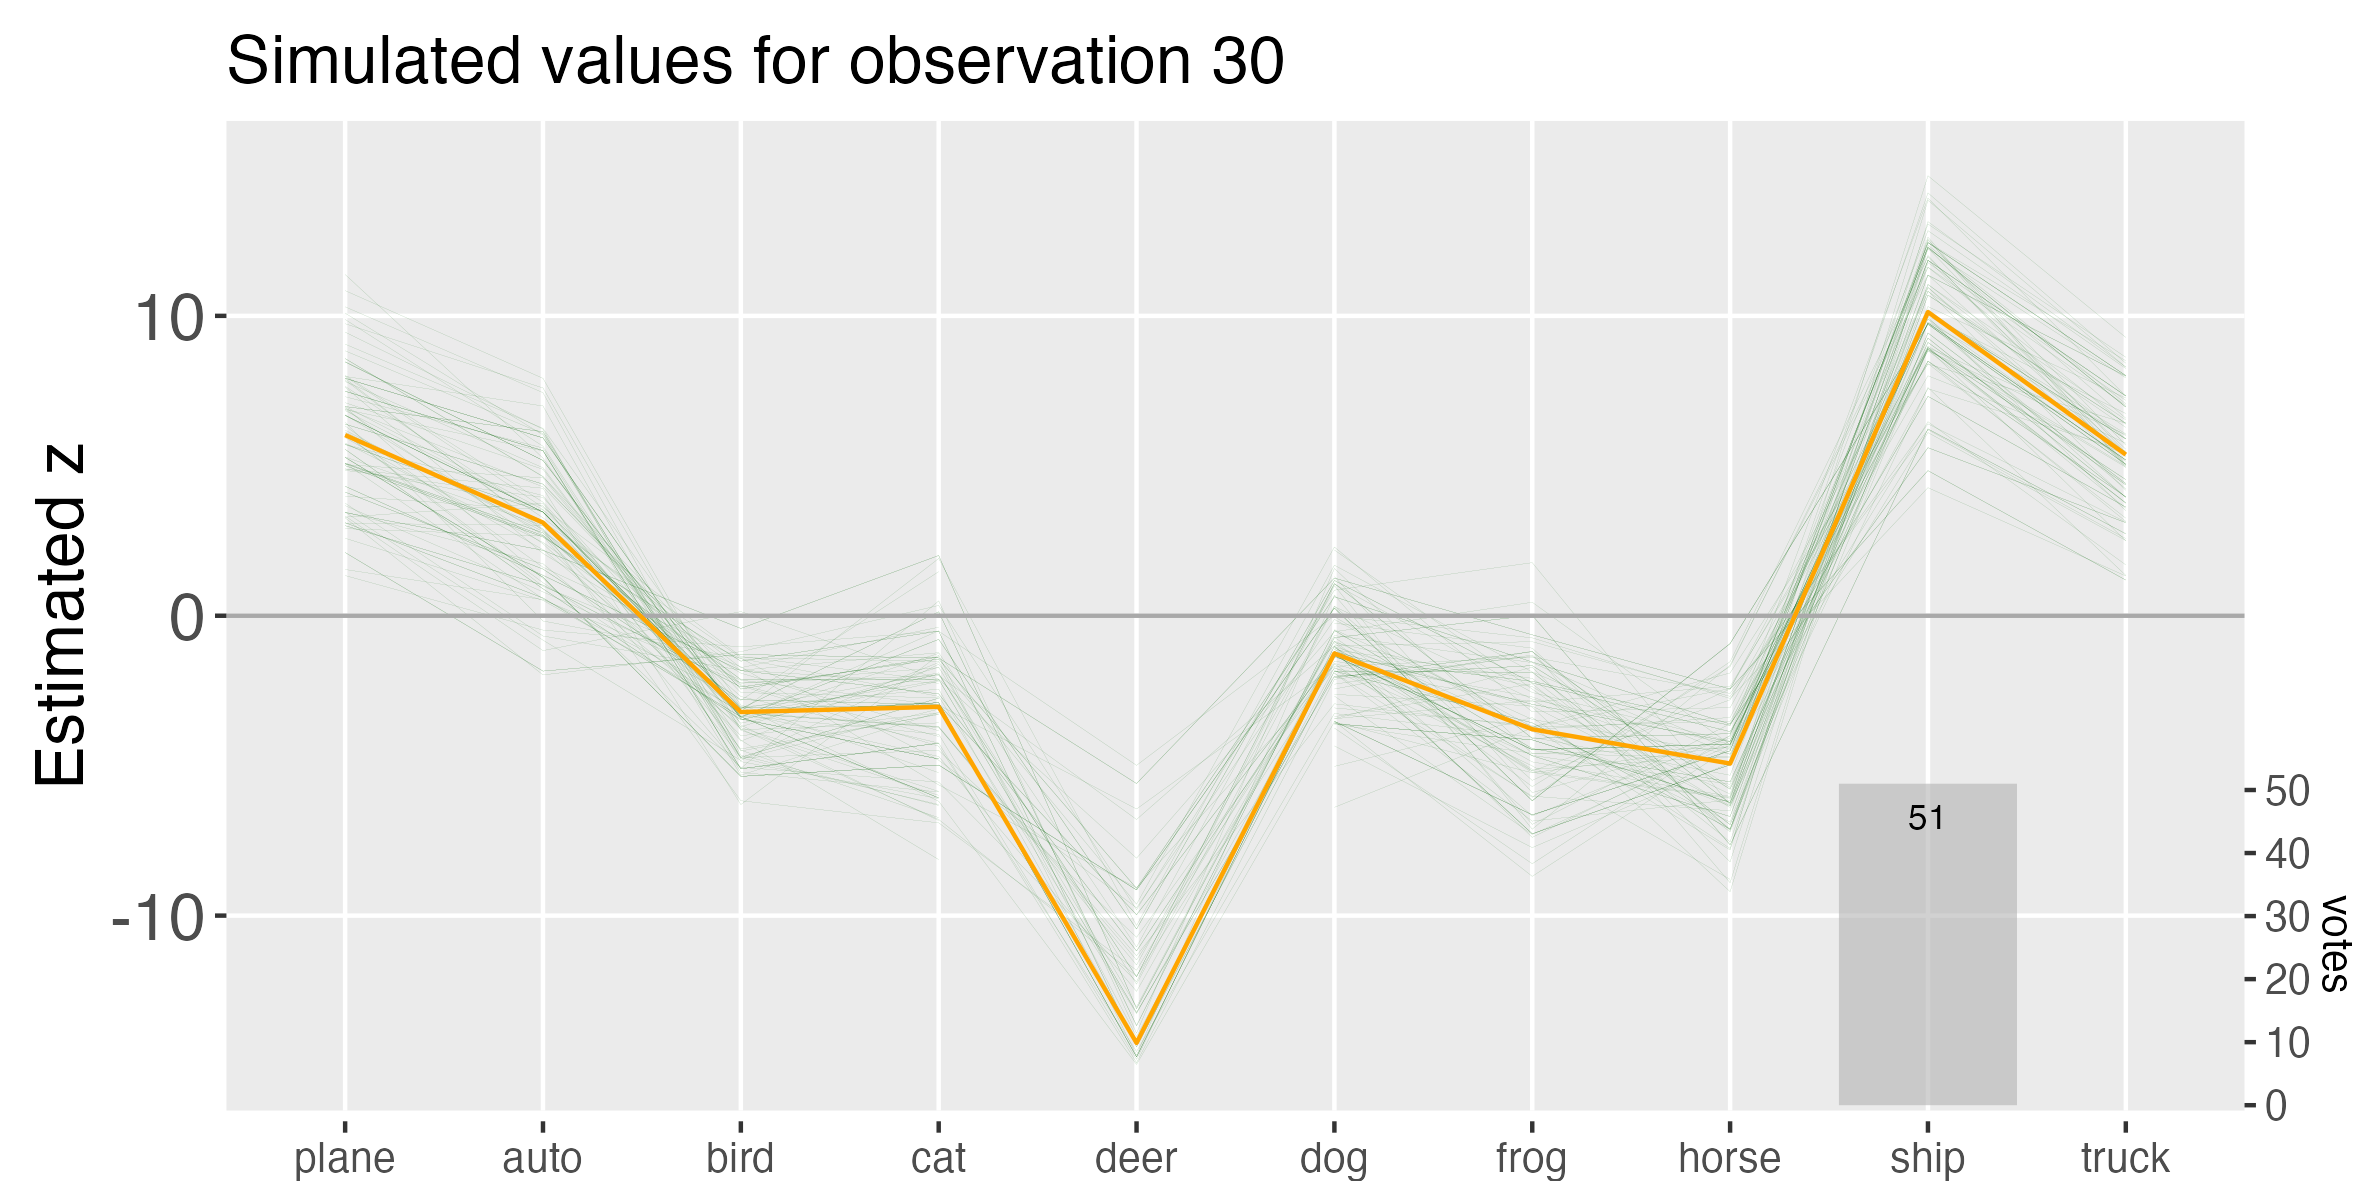 Simulated values for observation 30
Estimated z
10
0
-10
51
50
40
30
20
10
0
votes
plane auto bird cat deer dog frog horse ship truck